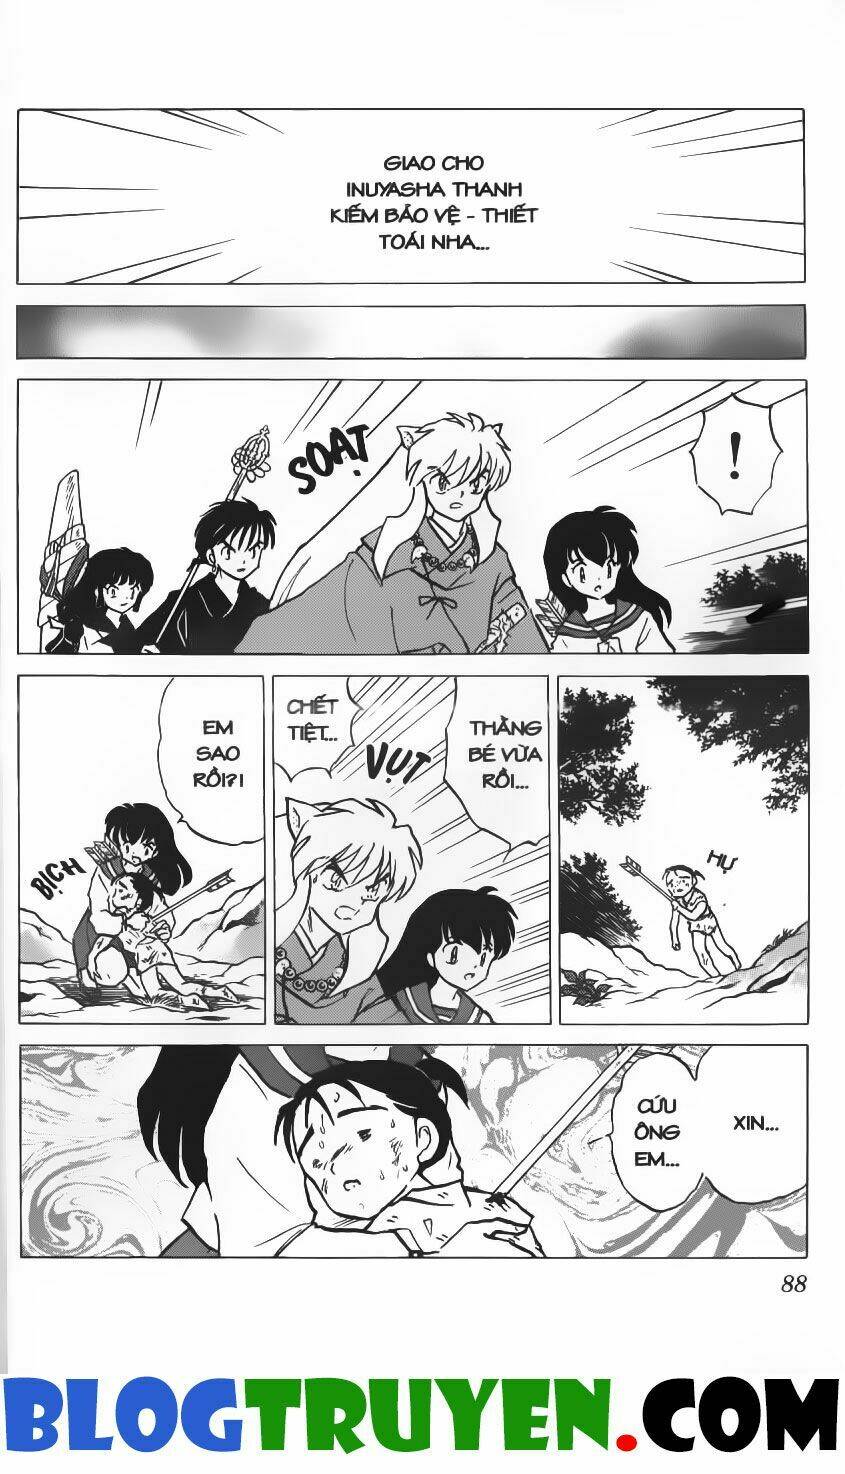 GIAO CHO
INUYASHA THANH
KIẾM BẢO VỆ - THIẾT
TOÁI NHA...
SOẠT
!
EM
SAO
RỒI?!
BỊCH
CHẾT
TIỆT...
VỤT
THẰNG
BÉ VỪA
RỒI...
HỰ
XIN...
CỨU
ÔNG
EM...
88
BLOGTRUYEN.COM